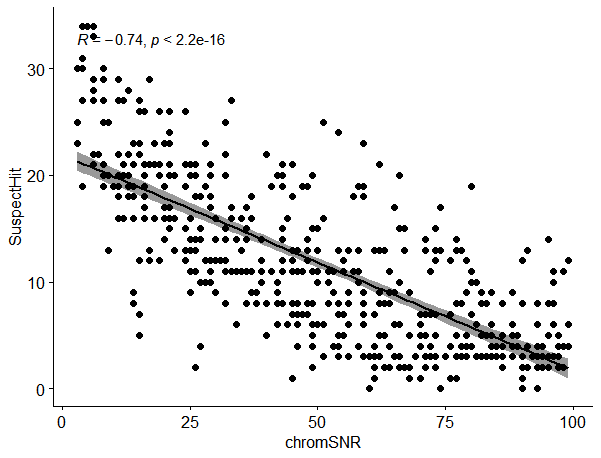 R = −0.74, p < 2.2e-16
30
20
10
0
SuspectHit
0 25 50 75 100
chromSNR